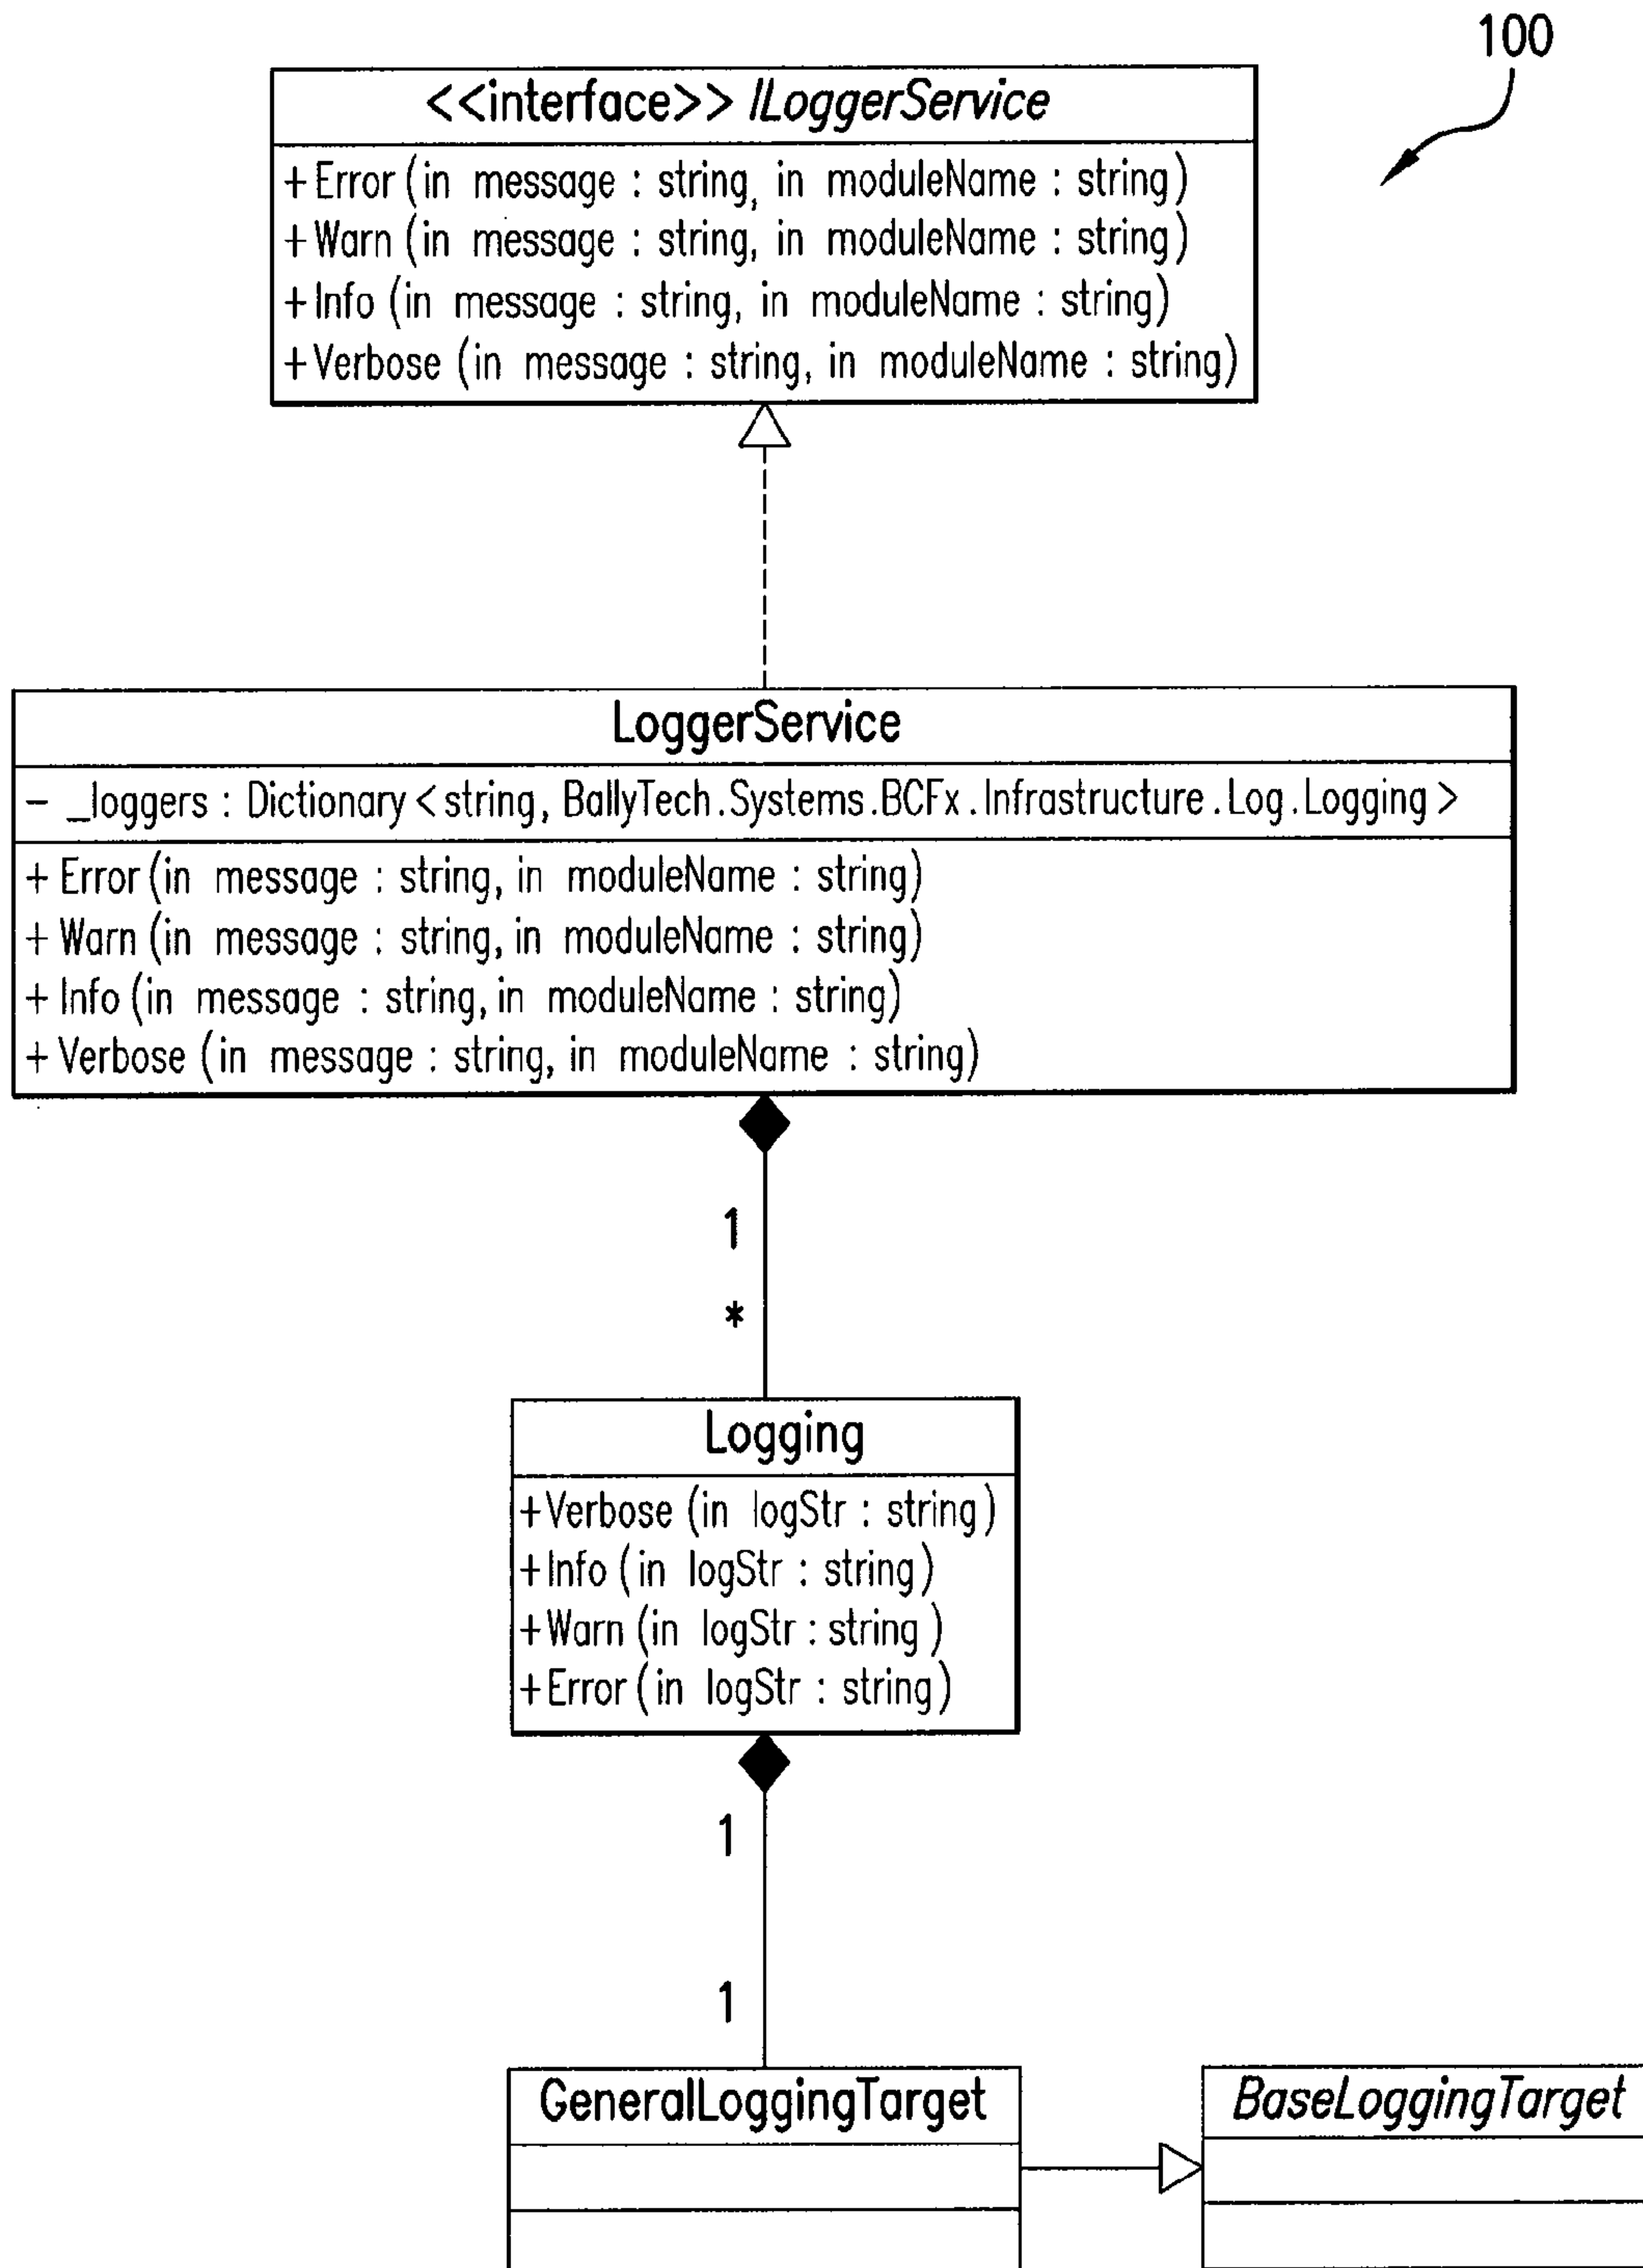 100
<<interface>> ILoggerService
+Error (in message : string, in moduleName : string)
+Warn (in message : string, in moduleName : string)
+Info (in message : string, in moduleName : string)
+Verbose (in message : string, in moduleName : string)
LoggerService
- _loggers : Dictionary<string, BallyTech.Systems.BCFx.Infrastructure.Log.Logging>
+ Error (in message : string, in moduleName : string)
+ Warn (in message : string, in moduleName : string)
+ Info (in message : string, in moduleName : string)
+ Verbose (in message : string, in moduleName : string)
1
*
Logging
+Verbose (in logStr : string)
+Info (in logStr : string)
+Warn (in logStr : string)
+Error (in logStr : string)
1
1
GeneralLoggingTarget
BaseLoggingTarget